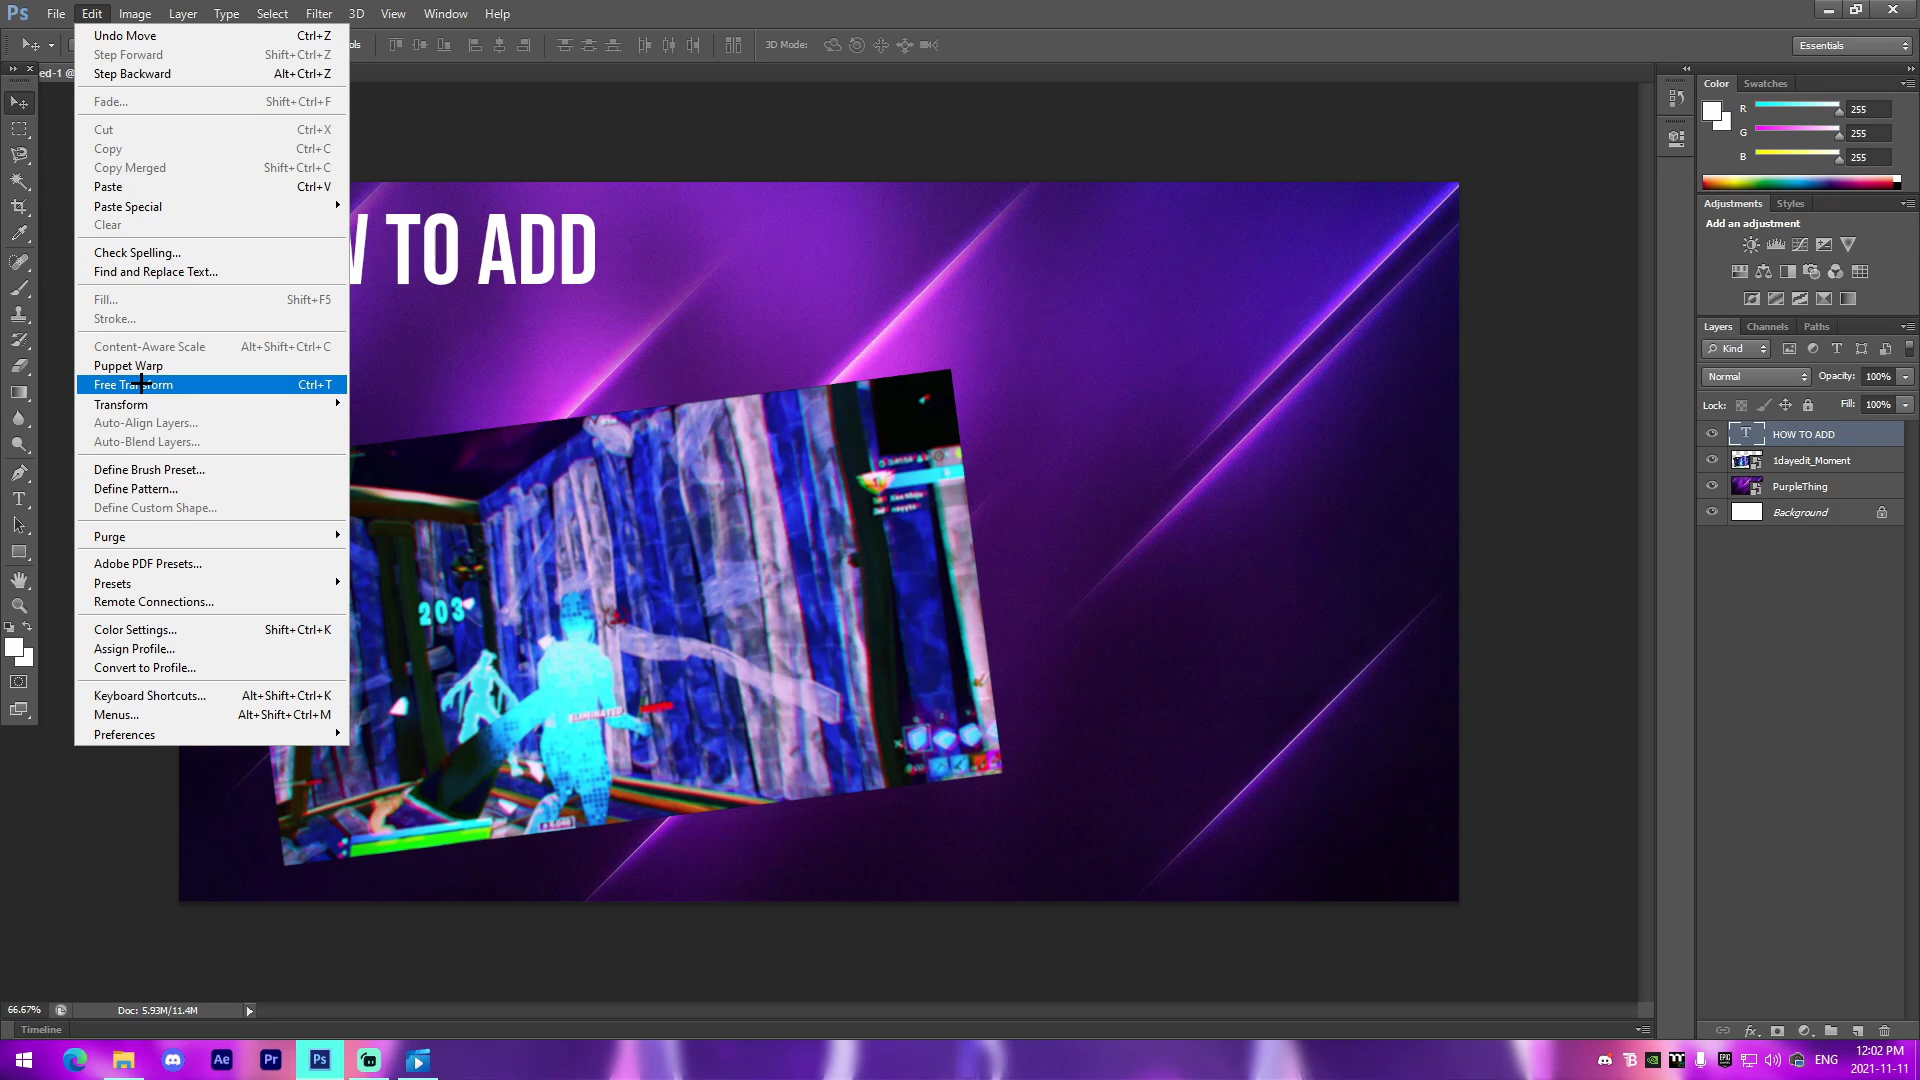 Ps File Edit Image Layer Type Select Filter 3D View Window Help
3D Mode:
Essentials
ed-1 @
Undo Move Ctrl+Z
Step Forward Shift+Ctrl+Z
Step Backward Alt+Ctrl+Z
Fade... Shift+Ctrl+F
Cut Ctrl+X
Copy Ctrl+C
Copy Merged Shift+Ctrl+C
Paste Ctrl+V
Paste Special
Clear
Check Spelling...
Find and Replace Text...
Fill... Shift+F5
Stroke...
Content-Aware Scale Alt+Shift+Ctrl+C
Puppet Warp
Free Transform Ctrl+T
Transform
Auto-Align Layers...
Auto-Blend Layers...
Define Brush Preset...
Define Pattern...
Define Custom Shape...
Purge
Adobe PDF Presets...
Presets
Remote Connections...
Color Settings... Shift+Ctrl+K
Assign Profile...
Convert to Profile...
Keyboard Shortcuts... Alt+Shift+Ctrl+K
Menus... Alt+Shift+Ctrl+M
Preferences
W TO ADD
203
ELIMINATED
Color Swatches
R 255
G 255
B 255
Adjustments Styles
Add an adjustment
Layers Channels Paths
Kind
Normal Opacity: 100%
Lock: Fill: 100%
HOW TO ADD
1dayedit_Moment
PurpleThing
Background
66.67% Doc: 5.93M/11.4M
Timeline
Ae Pr Ps
ENG 12:02 PM
2021-11-11